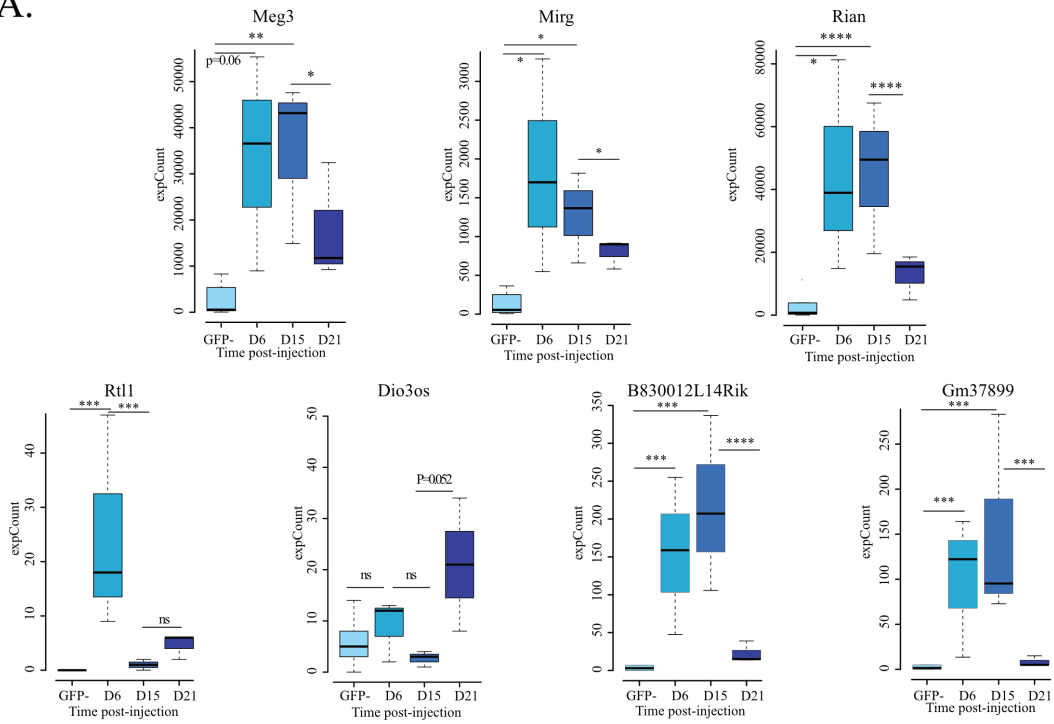 A.
Meg3
Mirg
Rian
**
p=0.06
*
expCount
0
10000
20000
30000
40000
50000
GFP- D6 D15 D21
Time post-injection
*
*
*
expCount
0
500
1000
1500
2000
2500
3000
GFP- D6 D15 D21
Time post-injection
****
*
****
expCount
0
20000
40000
60000
80000
GFP- D6 D15 D21
Time post-injection
Rtl1
Dio3os
B830012L14Rik
Gm37899
*** ***
ns
expCount
0
10
20
30
40
GFP- D6 D15 D21
Time post-injection
P=0.052
ns ns
expCount
0
10
20
30
40
50
GFP- D6 D15 D21
Time post-injection
***
****
***
expCount
0
50
100
150
200
250
300
350
GFP- D6 D15 D21
Time post-injection
***
***
***
expCount
0
50
100
150
200
250
GFP- D6 D15 D21
Time post-injection